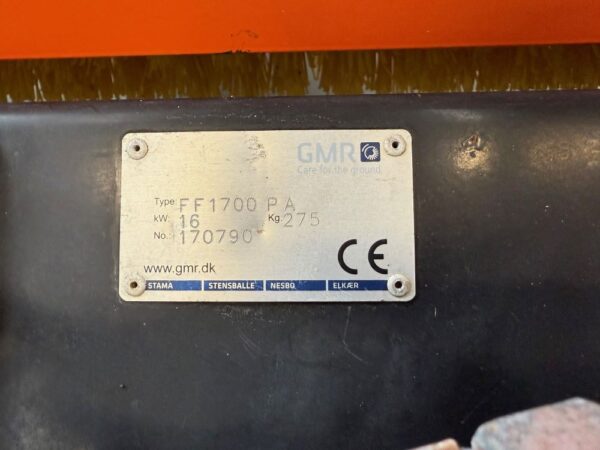 GMR
Care for the ground
Type: FF1700 PA
kW: 16 Kg. 275
No.: 170790
www.gmr.dk
CE
STAMA STENSBALLE NESBO ELKÆR